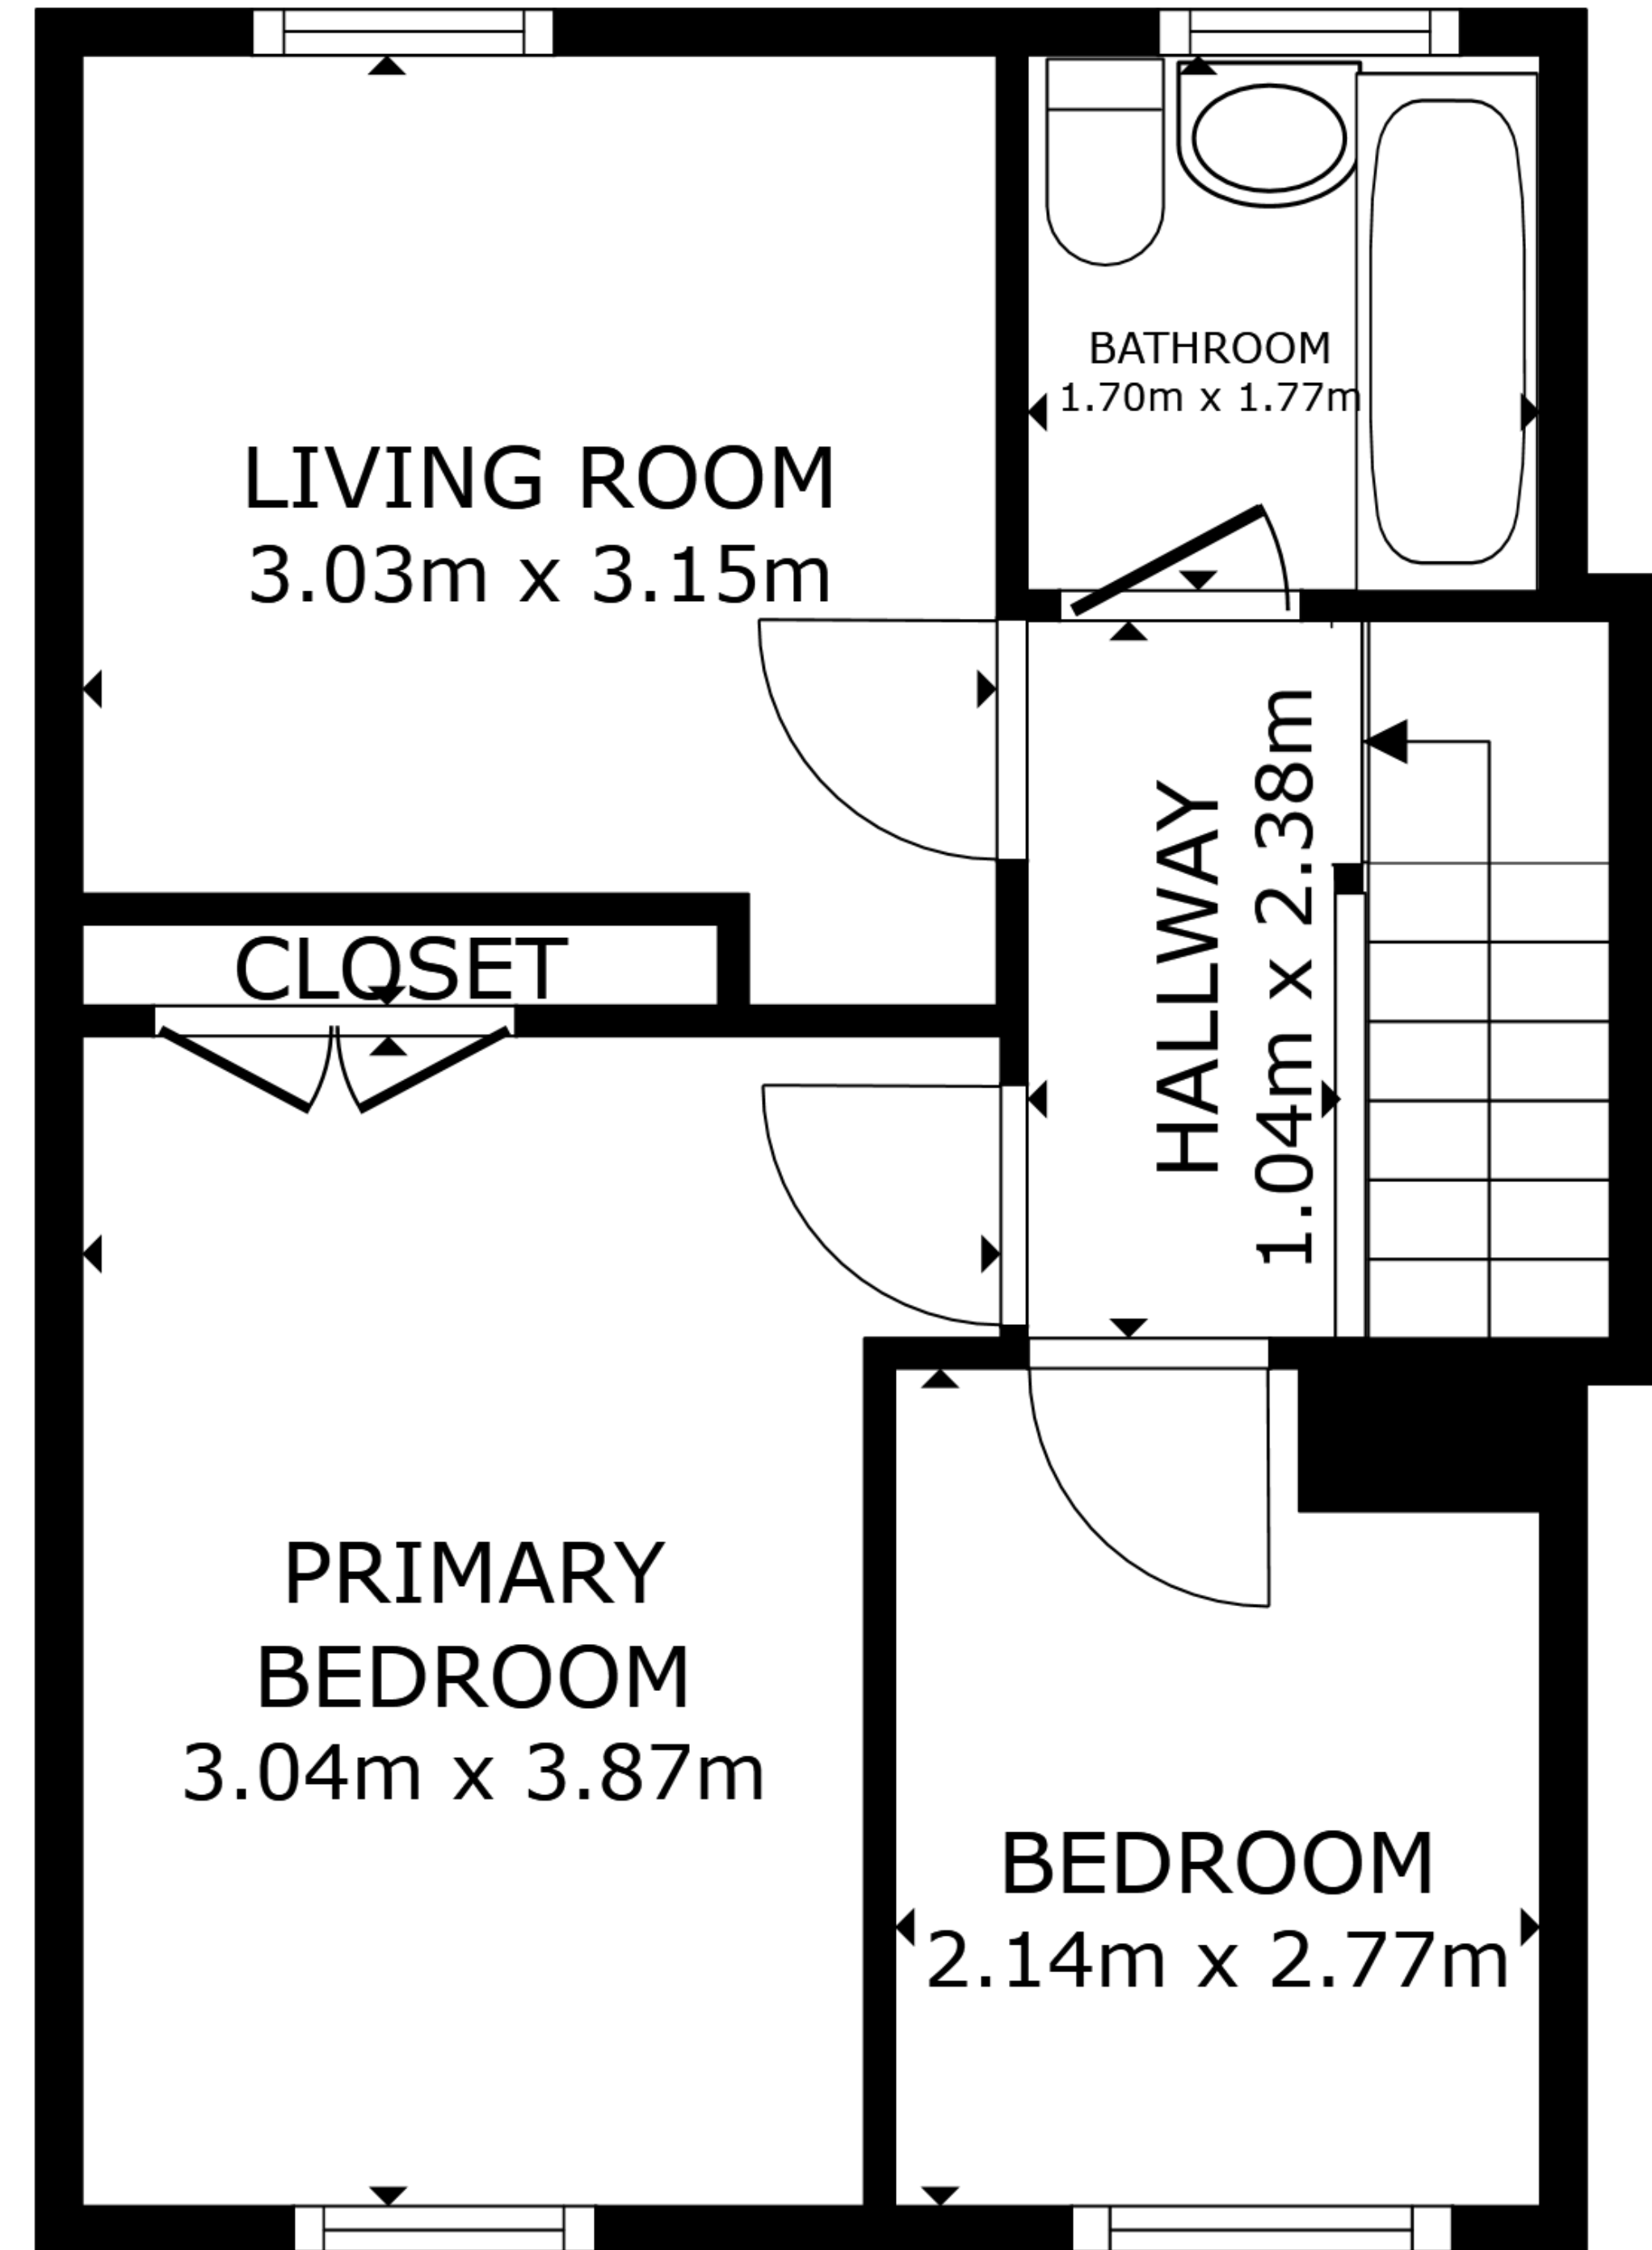 BATHROOM
1.70m x 1.77m
LIVING ROOM
3.03m x 3.15m
HALLWAY
1.04m x 2.38m
CLOSET
PRIMARY
BEDROOM
3.04m x 3.87m
BEDROOM
2.14m x 2.77m